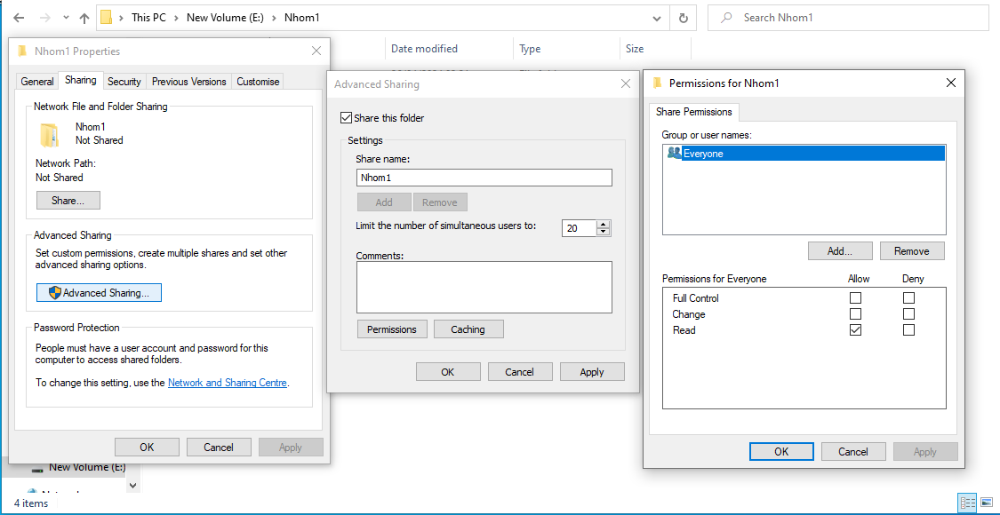 This PC > New Volume (E:) > Nhom1
Search Nhom1
Date modified Type Size
Nhom1 Properties
General Sharing Security Previous Versions Customise
Network File and Folder Sharing
Nhom1
Not Shared
Network Path:
Not Shared
Share...
Advanced Sharing
Set custom permissions, create multiple shares and set other
advanced sharing options.
Advanced Sharing...
Password Protection
People must have a user account and password for this
computer to access shared folders.
To change this setting, use the Network and Sharing Centre.
OK Cancel Apply
Advanced Sharing
Share this folder
Settings
Share name:
Nhom1
Add Remove
Limit the number of simultaneous users to: 20
Comments:
Permissions Caching
OK Cancel Apply
Permissions for Nhom1
Share Permissions
Group or user names:
Everyone
Add... Remove
Permissions for Everyone Allow Deny
Full Control
Change
Read
OK Cancel Apply
New Volume (E:)
4 items